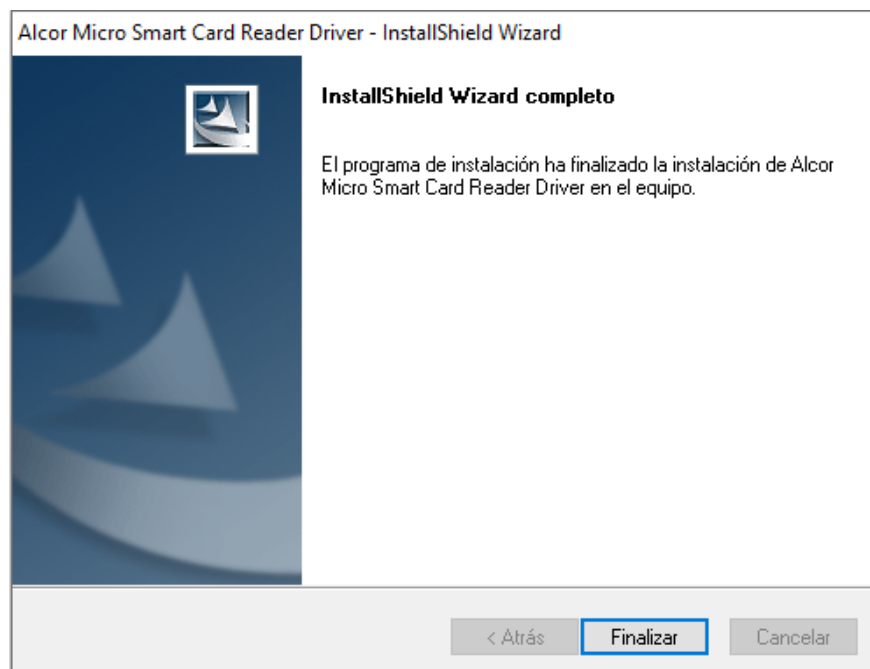 Alcor Micro Smart Card Reader Driver - InstallShield Wizard
InstallShield Wizard completo
El programa de instalación ha finalizado la instalación de Alcor
Micro Smart Card Reader Driver en el equipo.
< Atrás
Finalizar
Cancelar